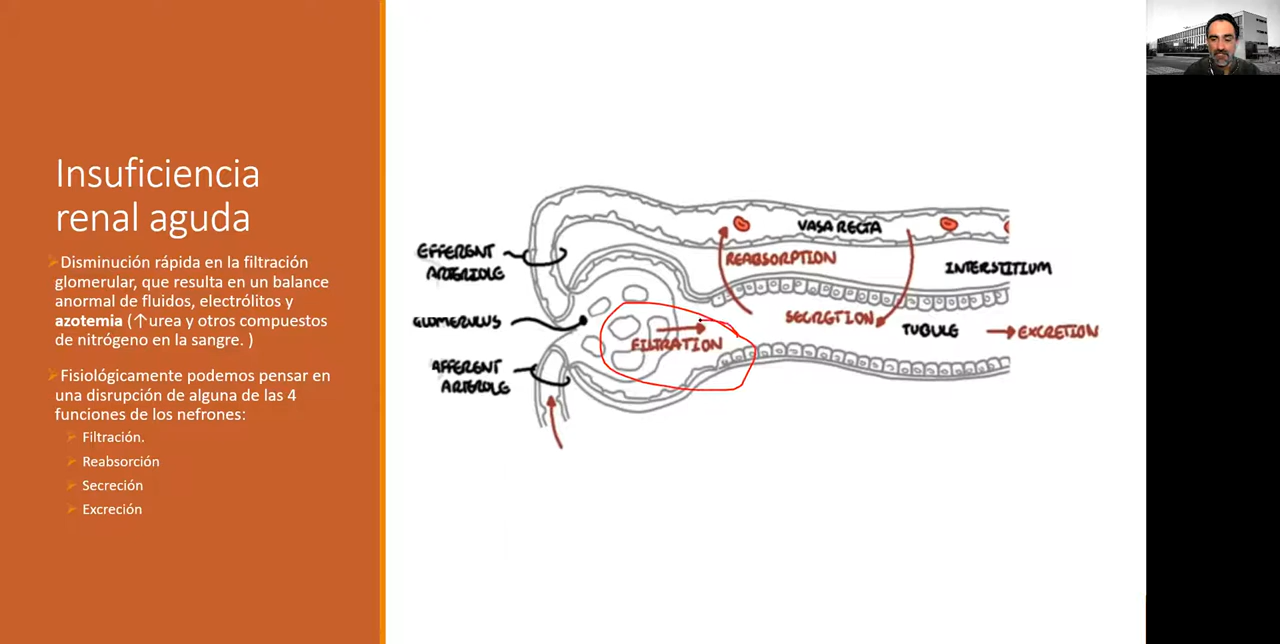 Insuficiencia
renal aguda
Disminución rápida en la filtración
glomerular, que resulta en un balance
anormal de fluidos, electrólitos y
azotemia (↑urea y otros compuestos
de nitrógeno en la sangre. )
Fisiológicamente podemos pensar en
una disrupción de alguna de las 4
funciones de los nefrones:
Filtración.
Reabsorción
Secreción
Excreción
EFFERENT
ARTERIOLE
GLOMERULUS
AFFERENT
ARTERIOLE
FILTRATION
VASA RECTA
REABSORPTION
INTERSTITIUM
SECRETION
TUBULE
EXCRETION